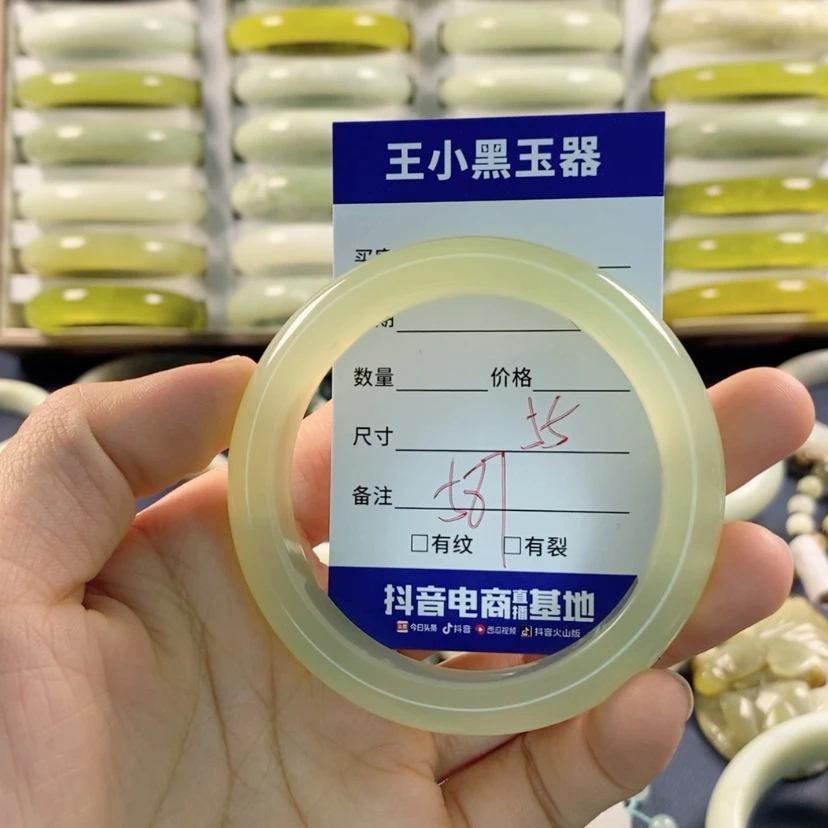 王小黑玉器
数量 价格
尺寸 55
备注
□有纹 □有裂
抖音电商直播基地
今日头条 抖音 西瓜视频 抖音火山版